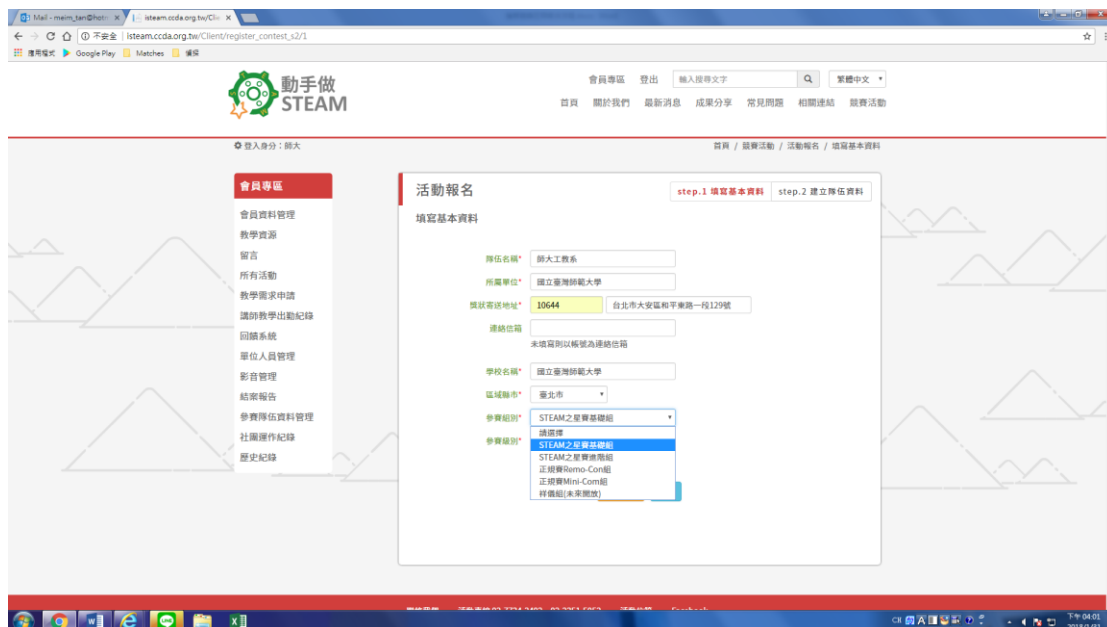 Mail - meim_tan@hotm
isteam.ccda.org.tw/Clie
不安全 | isteam.ccda.org.tw/Client/register_contest_s2/1
應用程式 Google Play Matches
動手做
STEAM
會員專區 登出 輸入搜尋文字 繁體中文
首頁 關於我們 最新消息 成果分享 常見問題 相關連結 競賽活動
登入身分：師大
首頁 / 競賽活動 / 活動報名 / 填寫基本資料
會員專區
會員資料管理
教學資源
留言
所有活動
教學需求申請
講師教學出勤紀錄
回饋系統
單位人員管理
影音管理
結案報告
參賽隊伍資料管理
社團運作紀錄
歷史紀錄
活動報名
step.1 填寫基本資料 step.2 建立隊伍資料
填寫基本資料
隊伍名稱* 師大工教系
所屬單位* 國立臺灣師範大學
獎狀寄送地址* 10644 台北市大安區和平東路一段129號
連絡信箱
未填寫則以帳號為連絡信箱
學校名稱* 國立臺灣師範大學
區域縣市* 臺北市
參賽組別* STEAM之星賽基礎組
請選擇
參賽級別* STEAM之星賽基礎組
STEAM之星賽進階組
正規賽Remo-Con組
正規賽Mini-Com組
祥儀組(未來開放)
Facebook
CH
下午 04:01
2018/1/31